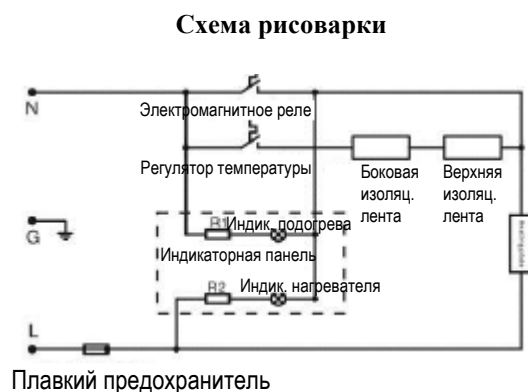 Схема рисоварки
N
Электромагнитное реле
Регулятор температуры
Боковая
изоляц.
лента
Верхняя
изоляц.
лента
G
R1
Индик. подогрева
Индикаторная панель
R2
Индик. нагревателя
L
Плавкий предохранитель